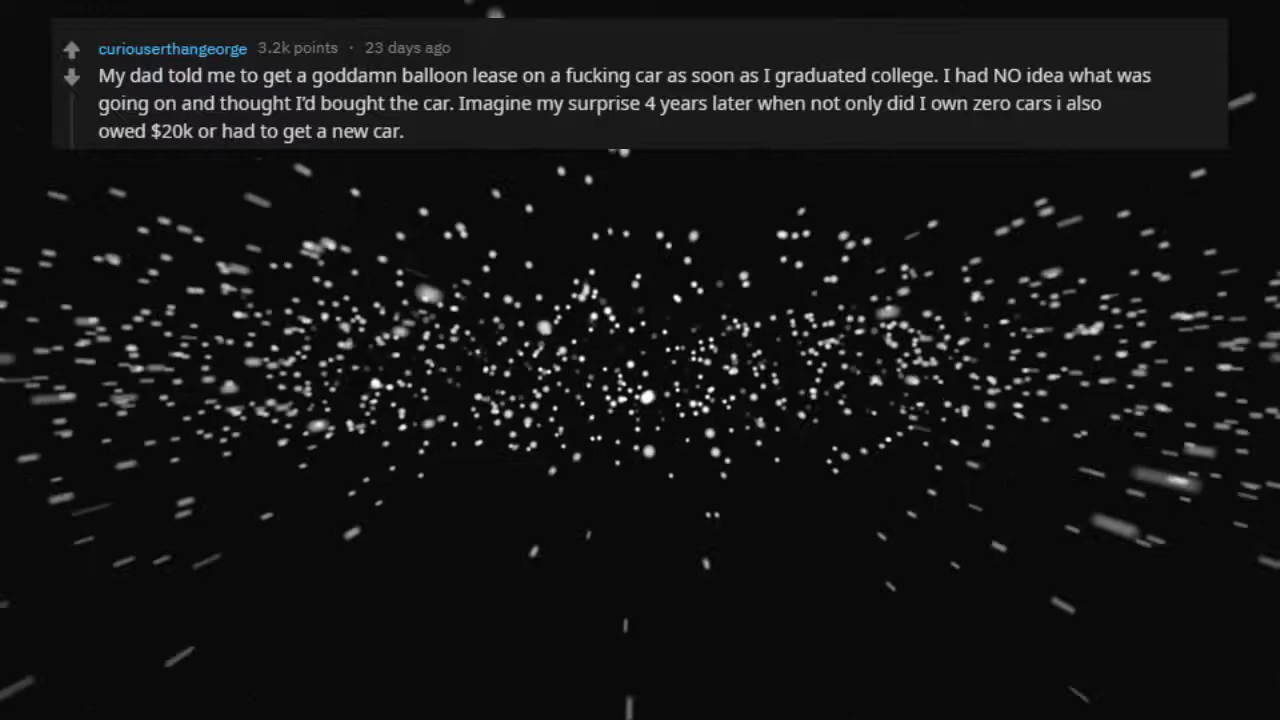 curiouserthangeorge 3.2k points · 23 days ago
My dad told me to get a goddamn balloon lease on a fucking car as soon as I graduated college. I had NO idea what was
going on and thought I'd bought the car. Imagine my surprise 4 years later when not only did I own zero cars i also
owed $20k or had to get a new car.